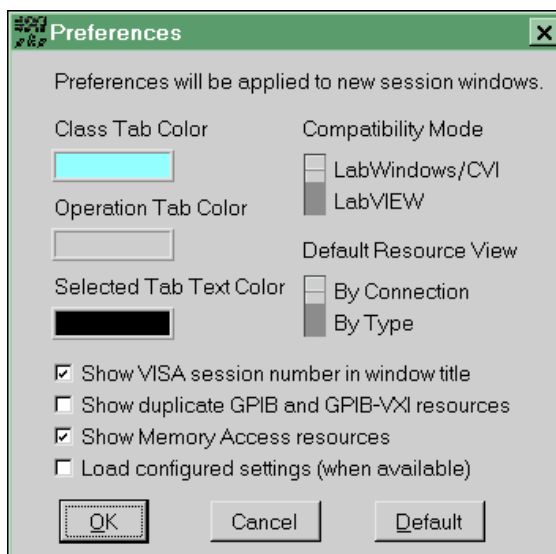 Preferences
Preferences will be applied to new session windows.
Class Tab Color
Compatibility Mode
LabWindows/CVI
LabVIEW
Operation Tab Color
Default Resource View
Selected Tab Text Color
By Connection
By Type
Show VISA session number in window title
Show duplicate GPIB and GPIB-VXI resources
Show Memory Access resources
Load configured settings (when available)
OK
Cancel
Default